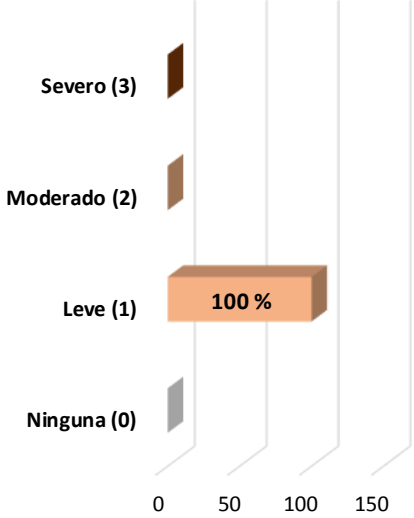 Severo (3)
Moderado (2)
Leve (1)
100 %
Ninguna (0)
0 50 100 150